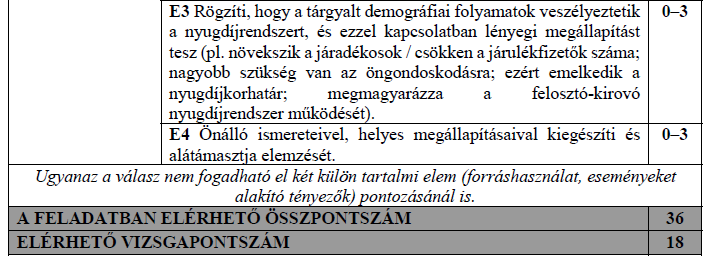 E3 Rögzíti, hogy a tárgyalt demográfiai folyamatok veszélyeztetik
0–3
a nyugdíjrendszert, és ezzel kapcsolatban lényegi megállapítást
tesz (pl. növekszik a járadékosok / csökken a járulékfizetők száma;
nagyobb szükség van az öngondoskodásra; ezért emelkedik a
nyugdíjkorhatár; megmagyarázza a felosztó-kirovó
nyugdíjrendszer működését).
E4 Önálló ismereteivel, helyes megállapításaival kiegészíti és
0–3
alátámasztja elemzését.
Ugyanaz a válasz nem fogadható el két külön tartalmi elem (forráshasználat, eseményeket
alakító tényezők) pontozásánál is.
A FELADATBAN ELÉRHETŐ ÖSSZPONTSZÁM 36
ELÉRHETŐ VIZSGAPONTSZÁM 18